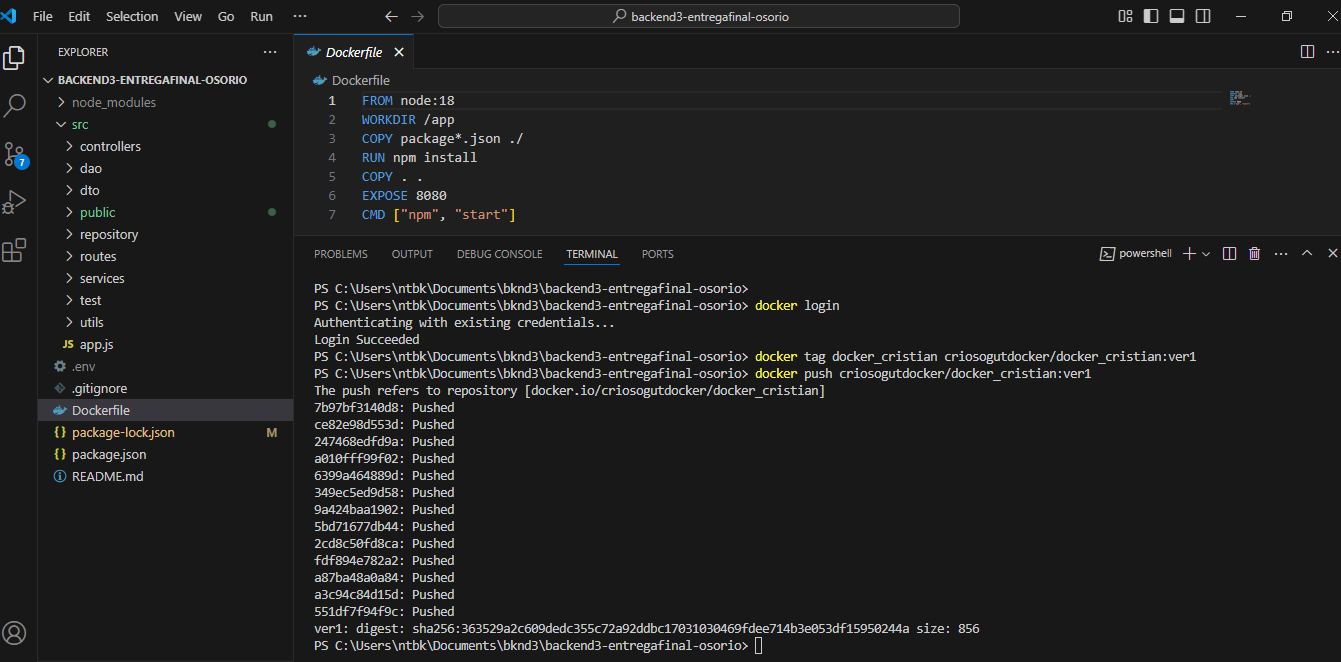 File Edit Selection View Go Run ··· backend3-entregafinal-osorio
EXPLORER ···
BACKEND3-ENTREGAFINAL-OSORIO
node_modules
src
controllers
dao
dto
public
repository
routes
services
test
utils
JS app.js
.env
.gitignore
Dockerfile
{} package-lock.json M
{} package.json
README.md
7
Dockerfile
Dockerfile
1 FROM node:18
2 WORKDIR /app
3 COPY package*.json ./
4 RUN npm install
5 COPY . .
6 EXPOSE 8080
7 CMD ["npm", "start"]
PROBLEMS OUTPUT DEBUG CONSOLE TERMINAL PORTS powershell
PS C:\Users\ntbk\Documents\bknd3\backend3-entregafinal-osorio>
PS C:\Users\ntbk\Documents\bknd3\backend3-entregafinal-osorio> docker login
Authenticating with existing credentials...
Login Succeeded
PS C:\Users\ntbk\Documents\bknd3\backend3-entregafinal-osorio> docker tag docker_cristian criosogutdocker/docker_cristian:ver1
PS C:\Users\ntbk\Documents\bknd3\backend3-entregafinal-osorio> docker push criosogutdocker/docker_cristian:ver1
The push refers to repository [docker.io/criosogutdocker/docker_cristian]
7b97bf3140d8: Pushed
ce82e98d553d: Pushed
247468edfd9a: Pushed
a010fff99f02: Pushed
6399a464889d: Pushed
349ec5ed9d58: Pushed
9a424baa1902: Pushed
5bd71677db44: Pushed
2cd8c50fd8ca: Pushed
fdf894e782a2: Pushed
a87ba48a0a84: Pushed
a3c94c84d15d: Pushed
551df7f94f9c: Pushed
ver1: digest: sha256:363529a2c609dedc355c72a92ddbc17031030469fdee714b3e053df15950244a size: 856
PS C:\Users\ntbk\Documents\bknd3\backend3-entregafinal-osorio>